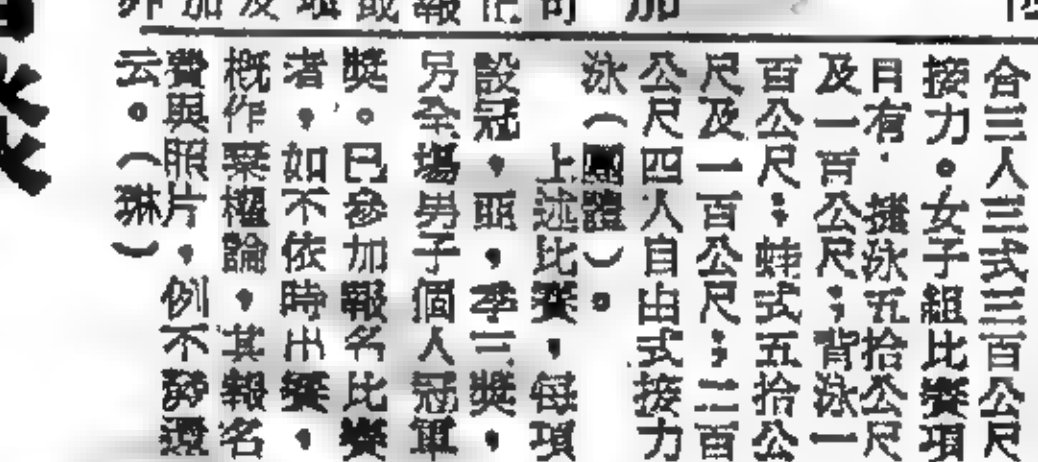 合三人三式三百公尺
接力。女子組比賽項
目有．捷泳五拾公尺
及一百公尺；背泳一
百公尺；蛙式五拾公
尺及一百公尺；二百
公尺四人自由式接力
泳（團體）。
上述比賽，每項
設冠，亞，季三獎，
另全場男子個人冠軍
獎。已參加報名比賽
者，如不依時出賽，
概作棄權論，其報名
費與照片，例不發還
云。（琳）